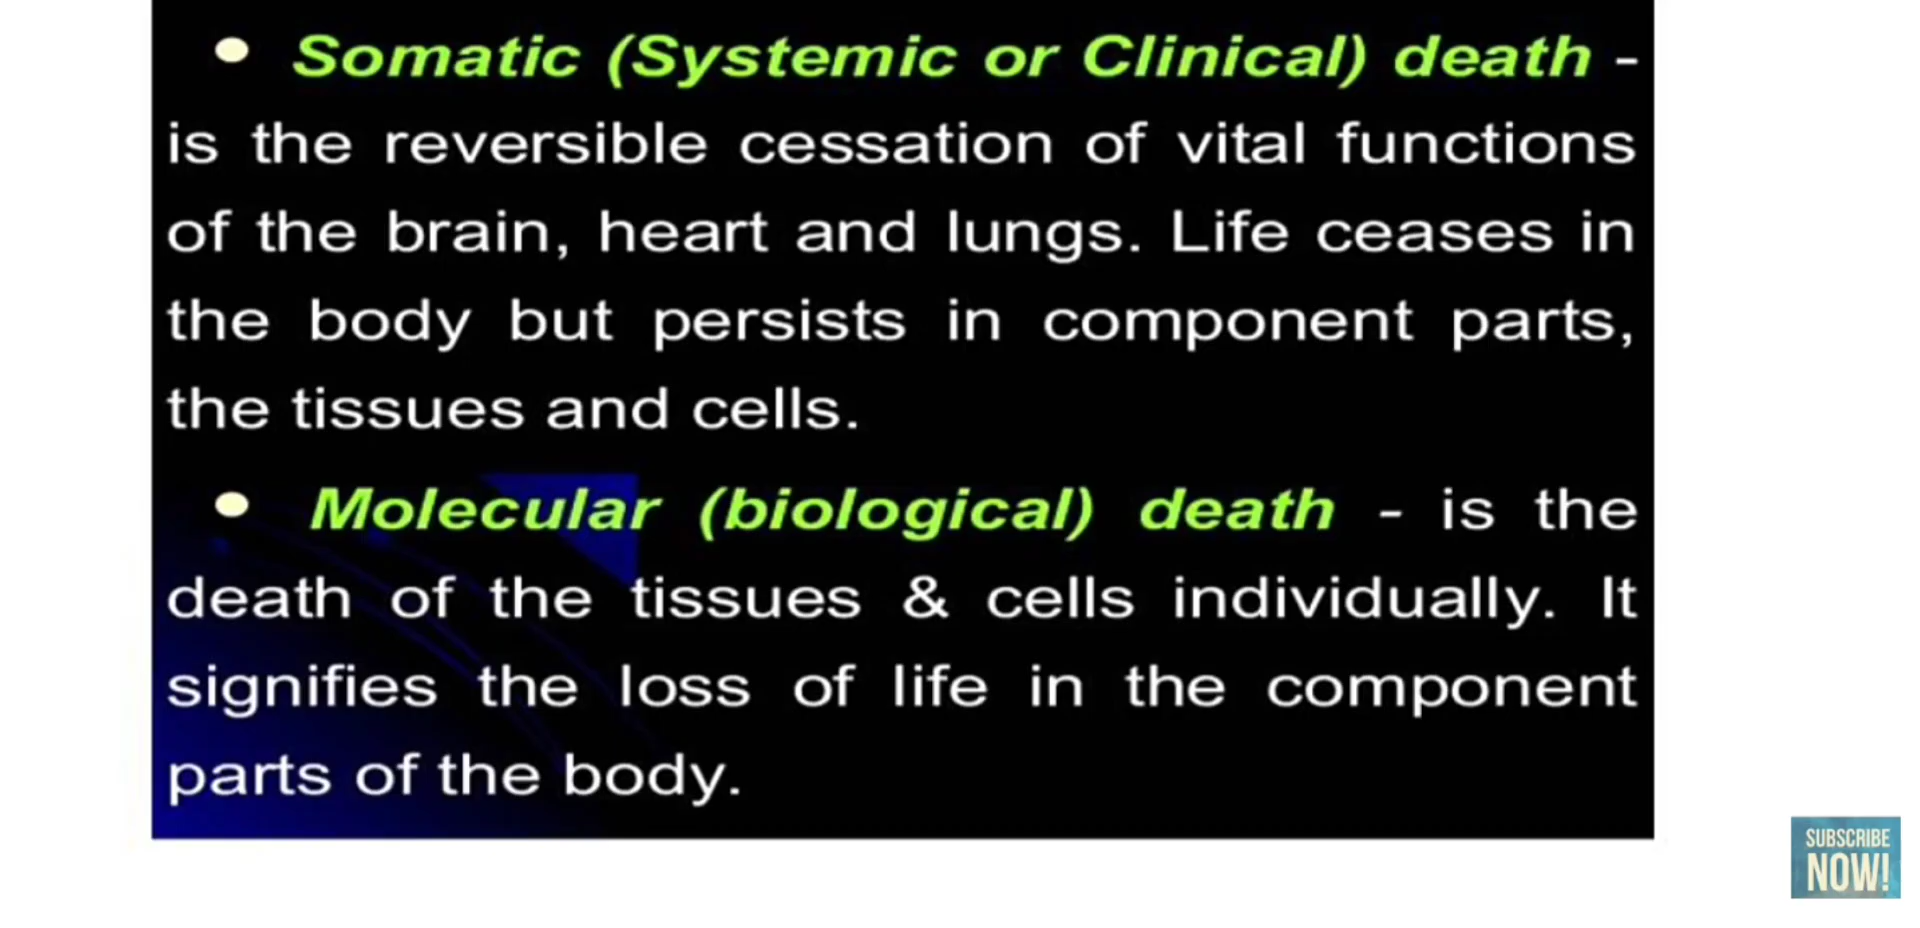 • Somatic (Systemic or Clinical) death -
is the reversible cessation of vital functions
of the brain, heart and lungs. Life ceases in
the body but persists in component parts,
the tissues and cells.
• Molecular (biological) death - is the
death of the tissues & cells individually. It
signifies the loss of life in the component
parts of the body.
SUBSCRIBE
NOW!